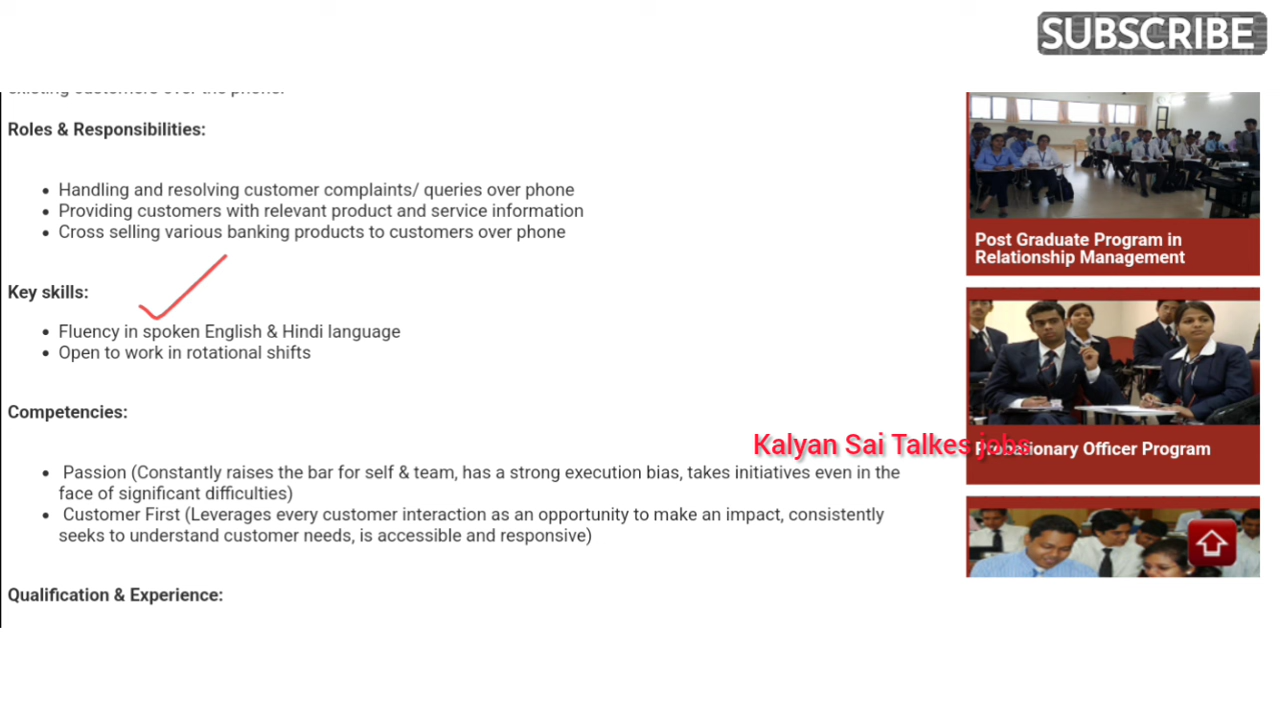 SUBSCRIBE
existing customers over the phone.
Roles & Responsibilities:
Handling and resolving customer complaints/ queries over phone
Providing customers with relevant product and service information
Cross selling various banking products to customers over phone
Key skills:
Fluency in spoken English & Hindi language
Open to work in rotational shifts
Competencies:
Passion (Constantly raises the bar for self & team, has a strong execution bias, takes initiatives even in the
face of significant difficulties)
Customer First (Leverages every customer interaction as an opportunity to make an impact, consistently
seeks to understand customer needs, is accessible and responsive)
Qualification & Experience:
Post Graduate Program in
Relationship Management
Kalyan Sai Talkes jobs
Probationary Officer Program